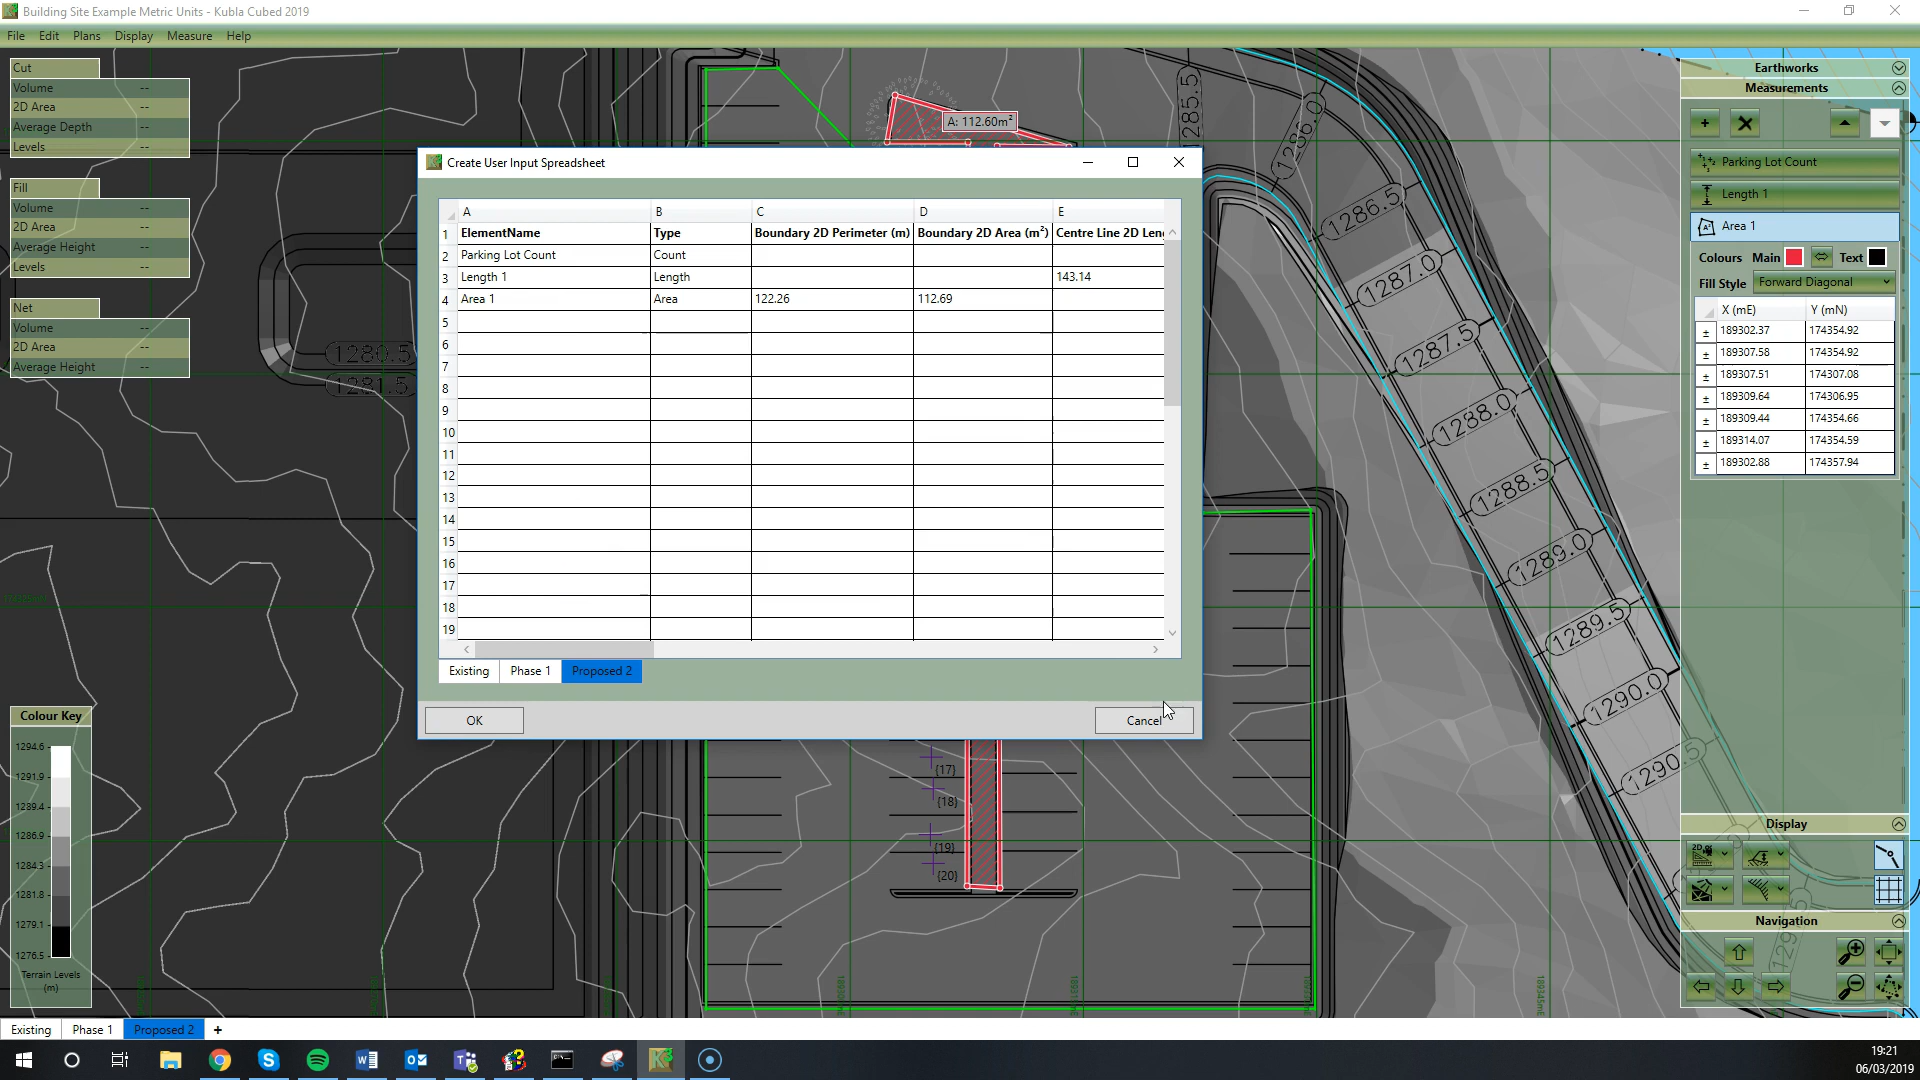 Building Site Example Metric Units - Kubla Cubed 2019
File Edit Plans Display Measure Help
Cut
Volume --
2D Area --
Average Depth --
Levels --
Fill
Volume --
2D Area --
Average Height --
Levels --
Net
Volume --
2D Area --
Average Height --
1280.5
1281.5
A: 112.60m²
1285.5
1286.0
1286.5
1287.0
1287.5
1288.0
1288.5
1289.0
1289.5
1290.0
1290.5
Create User Input Spreadsheet
A B C D E
1 ElementName Type Boundary 2D Perimeter (m) Boundary 2D Area (m²) Centre Line 2D Len
2 Parking Lot Count Count
3 Length 1 Length 143.14
4 Area 1 Area 122.26 112.69
5
6
7
8
9
10
11
12
13
14
15
16
17
18
19
Existing Phase 1 Proposed 2
OK Cancel
{17}
{18}
{19}
{20}
Earthworks
Measurements
Parking Lot Count
Length 1
Area 1
Colours Main Text
Fill Style Forward Diagonal
X (mE) Y (mN)
189302.37 174354.92
189307.58 174354.92
189307.51 174307.08
189309.64 174306.95
189309.44 174354.66
189314.07 174354.59
189302.88 174357.94
Display
2D
Navigation
Colour Key
1294.6
1291.9
1289.4
1286.9
1284.3
1281.8
1279.1
1276.5
Terrain Levels
(m)
Existing Phase 1 Proposed 2 +
19:21
06/03/2019